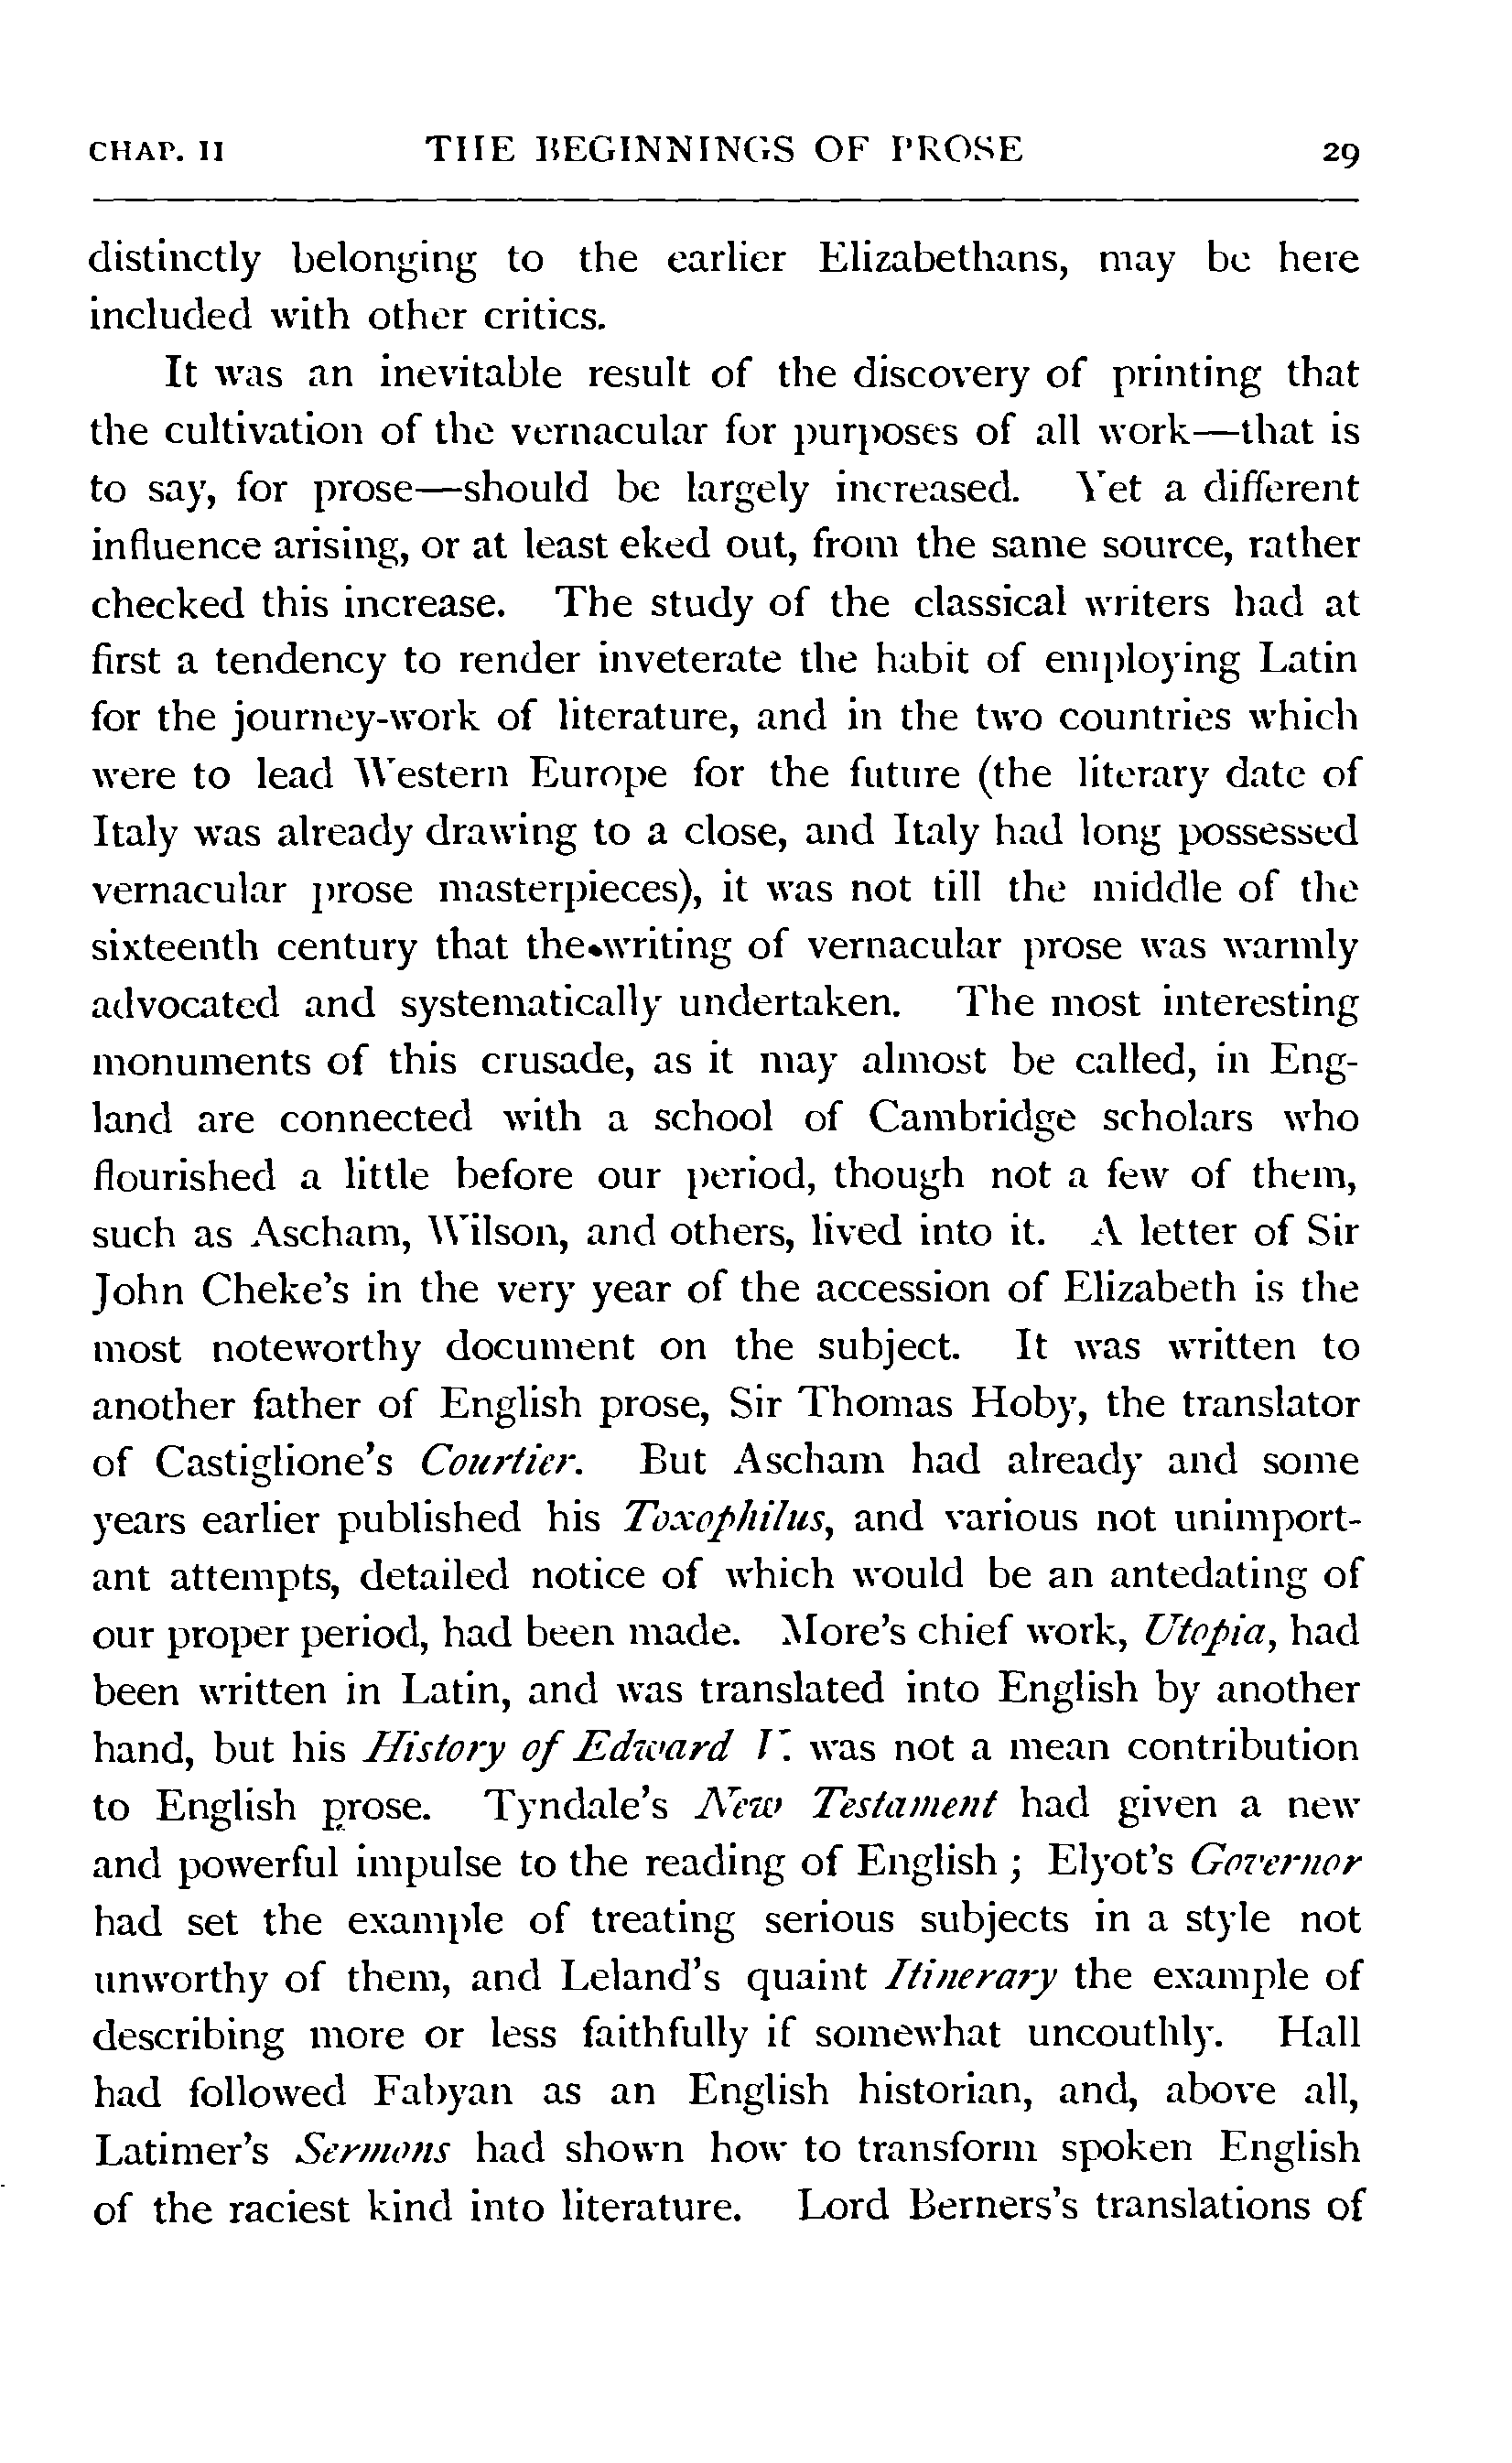 CHAP. II THE BEGINNINGS OF PROSE 29
distinctly belonging to the earlier Elizabethans, may be here
included with other critics.
It was an inevitable result of the discovery of printing that
the cultivation of the vernacular for purposes of all work—that is
to say, for prose—should be largely increased. Yet a different
influence arising, or at least eked out, from the same source, rather
checked this increase. The study of the classical writers had at
first a tendency to render inveterate the habit of employing Latin
for the journey-work of literature, and in the two countries which
were to lead Western Europe for the future (the literary date of
Italy was already drawing to a close, and Italy had long possessed
vernacular prose masterpieces), it was not till the middle of the
sixteenth century that the writing of vernacular prose was warmly
advocated and systematically undertaken. The most interesting
monuments of this crusade, as it may almost be called, in Eng-
land are connected with a school of Cambridge scholars who
flourished a little before our period, though not a few of them,
such as Ascham, Wilson, and others, lived into it. A letter of Sir
John Cheke's in the very year of the accession of Elizabeth is the
most noteworthy document on the subject. It was written to
another father of English prose, Sir Thomas Hoby, the translator
of Castiglione's Courtier. But Ascham had already and some
years earlier published his Toxophilus, and various not unimport-
ant attempts, detailed notice of which would be an antedating of
our proper period, had been made. More's chief work, Utopia, had
been written in Latin, and was translated into English by another
hand, but his History of Edward V. was not a mean contribution
to English prose. Tyndale's New Testament had given a new
and powerful impulse to the reading of English ; Elyot's Governor
had set the example of treating serious subjects in a style not
unworthy of them, and Leland's quaint Itinerary the example of
describing more or less faithfully if somewhat uncouthly. Hall
had followed Fabyan as an English historian, and, above all,
Latimer's Sermons had shown how to transform spoken English
of the raciest kind into literature. Lord Berners's translations of